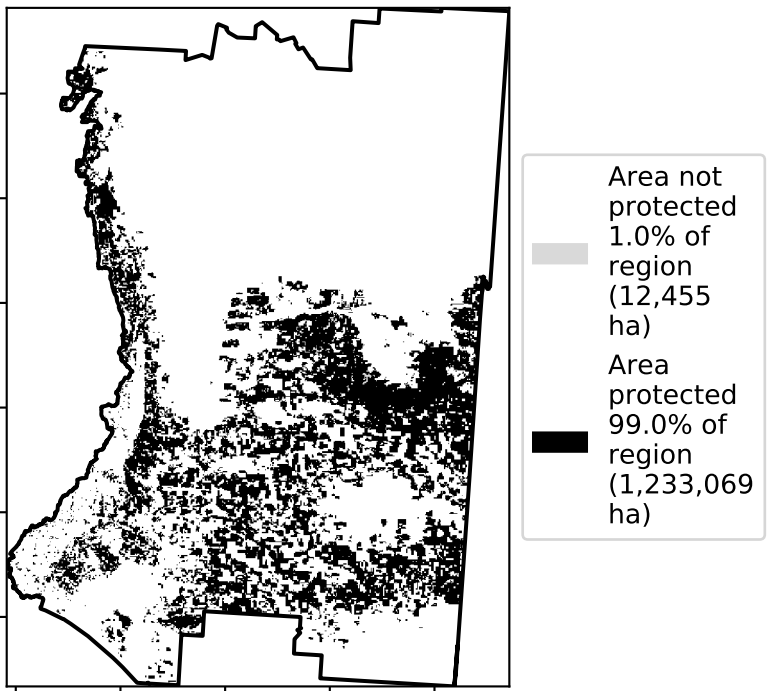 Area not
protected
1.0% of
region
(12,455
ha)
Area
protected
99.0% of
region
(1,233,069
ha)